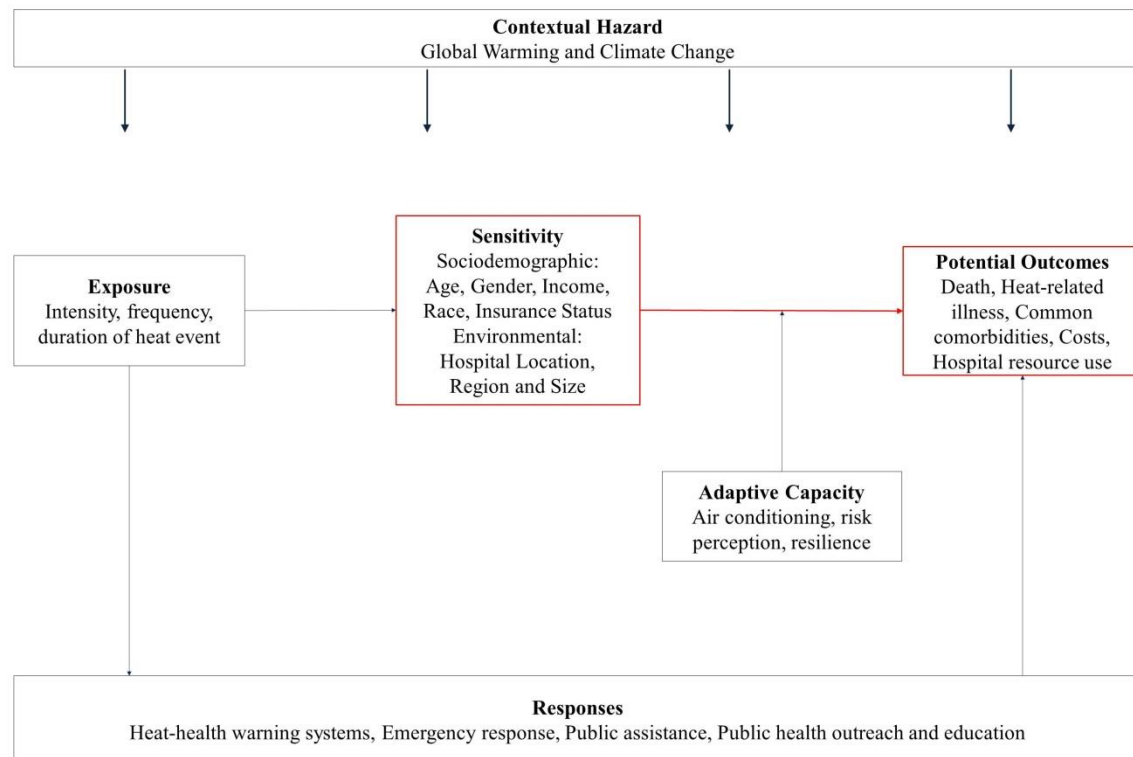 Contextual Hazard
Global Warming and Climate Change
Exposure
Intensity, frequency,
duration of heat event
Sensitivity
Sociodemographic:
Age, Gender, Income,
Race, Insurance Status
Environmental:
Hospital Location,
Region and Size
Potential Outcomes
Death, Heat-related
illness, Common
comorbidities, Costs,
Hospital resource use
Adaptive Capacity
Air conditioning, risk
perception, resilience
Responses
Heat-health warning systems, Emergency response, Public assistance, Public health outreach and education